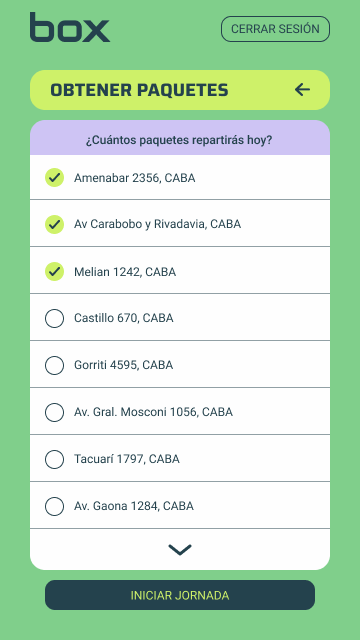 box
CERRAR SESIÓN
OBTENER PAQUETES
¿Cuántos paquetes repartirás hoy?
Amenabar 2356, CABA
Av Carabobo y Rivadavia, CABA
Melian 1242, CABA
Castillo 670, CABA
Gorriti 4595, CABA
Av. Gral. Mosconi 1056, CABA
Tacuarí 1797, CABA
Av. Gaona 1284, CABA
INICIAR JORNADA